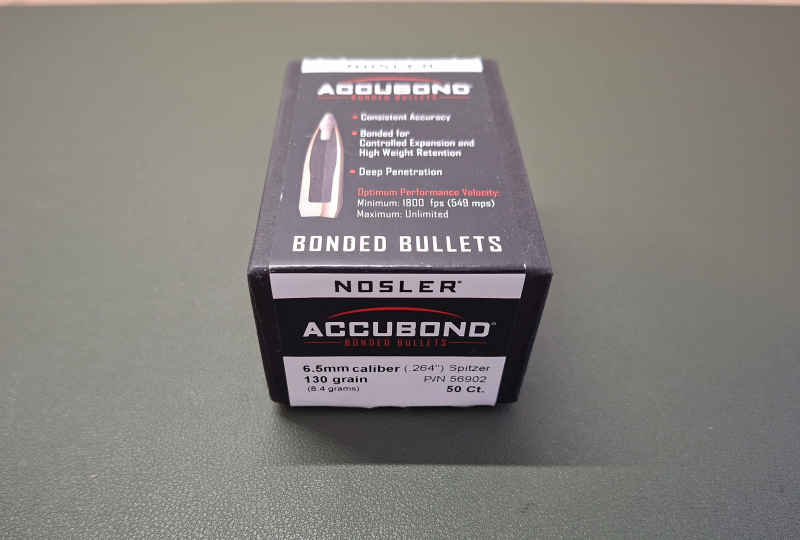 NOSLER
ACCUBOND
BONDED BULLETS
Consistent Accuracy
Bonded for
Controlled Expansion and
High Weight Retention
Deep Penetration
Optimum Performance Velocity:
Minimum: 1800 fps (549 mps)
Maximum: Unlimited
BONDED BULLETS
NOSLER®
ACCUBOND™
BONDED BULLETS
6.5mm caliber (.264") Spitzer
130 grain P/N 56902
(8.4 grams) 50 Ct.